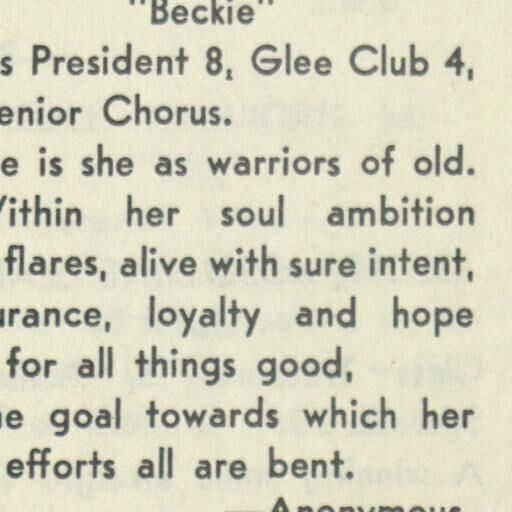 "Beckie"
s President 8, Glee Club 4,
enior Chorus.
e is she as warriors of old.
ithin her soul ambition
flares, alive with sure intent,
urance, loyalty and hope
for all things good,
e goal towards which her
efforts all are bent.
—Anonymous